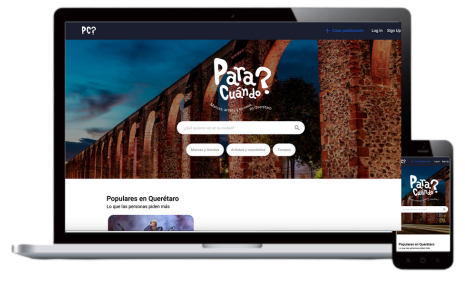 PC?
+ Crear publicación Log In Sign Up
Para
Cuándo?
Marcas, artistas y torneos en Querétaro
¿Qué quieres ver en tu ciudad?
Marcas y tiendas Artistas y conciertos Torneos
Populares en Querétaro
Lo que las personas piden más
PC?
Para
Cuándo?
Populares en Querétaro
Lo que las personas piden más